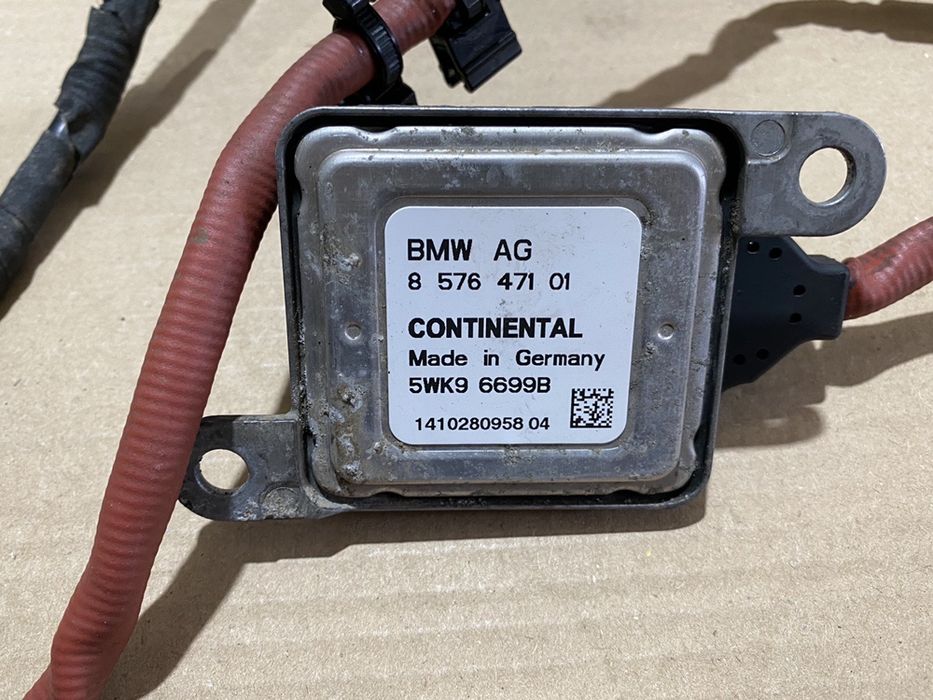 BMW AG
8 576 471 01
CONTINENTAL
Made in Germany
5WK9 6699B
1410280958 04